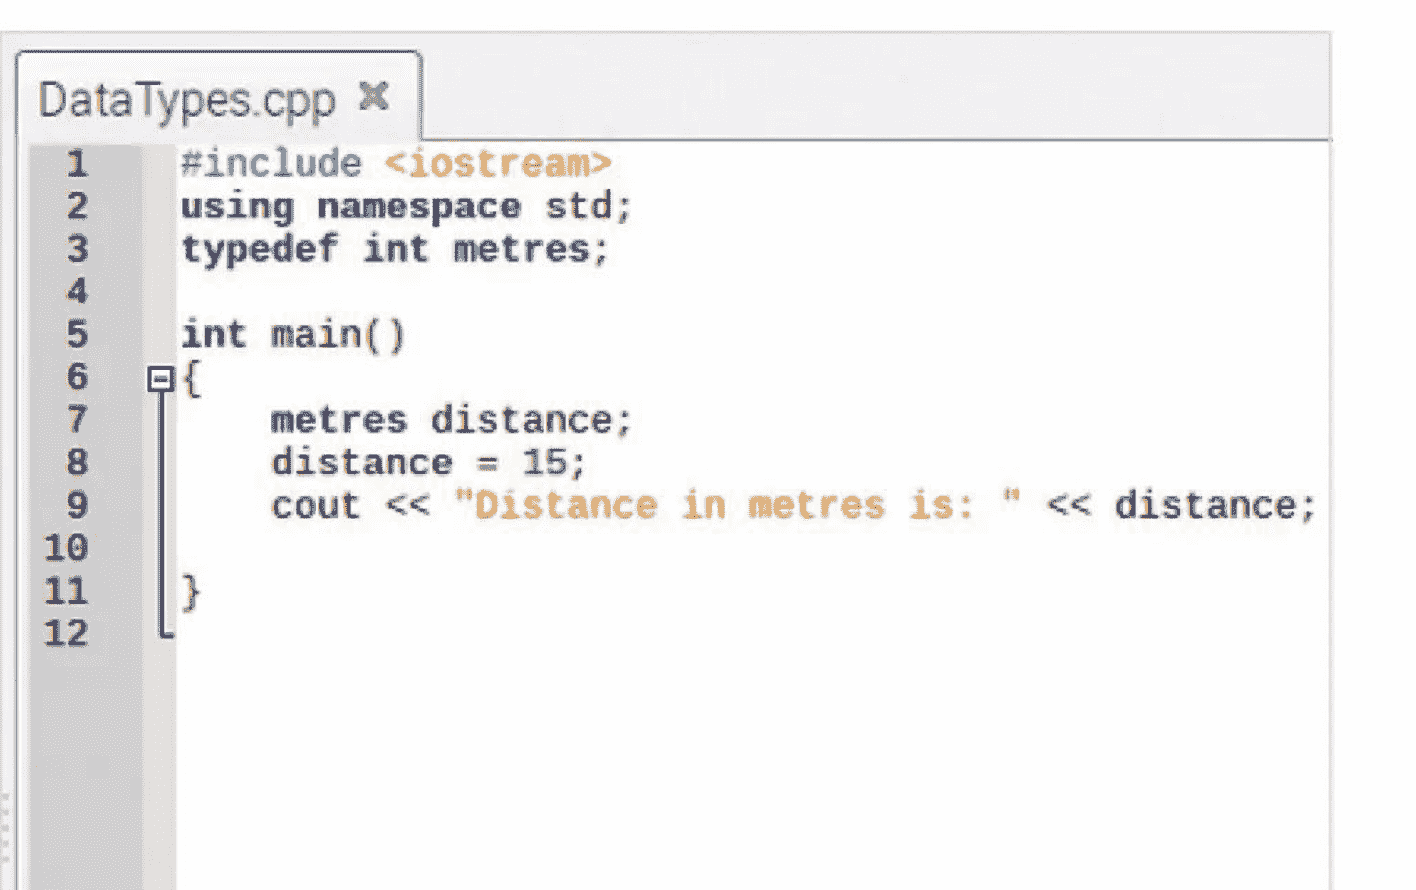 DataTypes.cpp
1 #include <iostream>
2 using namespace std;
3 typedef int metres;
4
5 int main()
6 {
7 metres distance;
8 distance = 15;
9 cout << "Distance in metres is: " << distance;
10
11 }
12